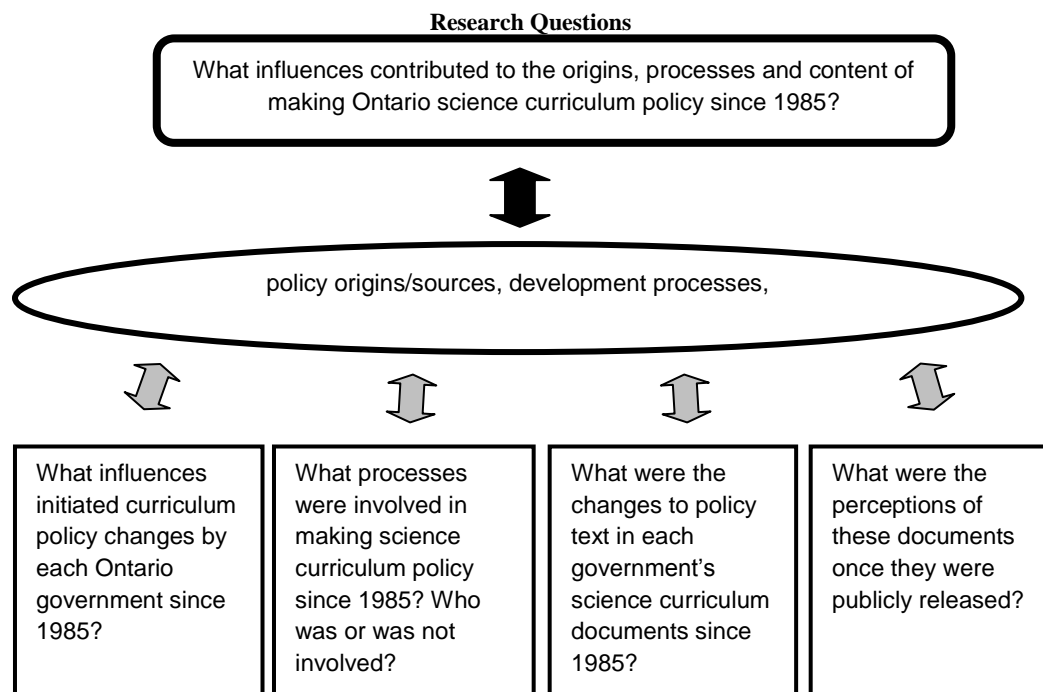 Research Questions
What influences contributed to the origins, processes and content of
making Ontario science curriculum policy since 1985?
policy origins/sources, development processes,
What influences
initiated curriculum
policy changes by
each Ontario
government since
1985?
What processes
were involved in
making science
curriculum policy
since 1985? Who
was or was not
involved?
What were the
changes to policy
text in each
government's
science curriculum
documents since
1985?
What were the
perceptions of
these documents
once they were
publicly released?